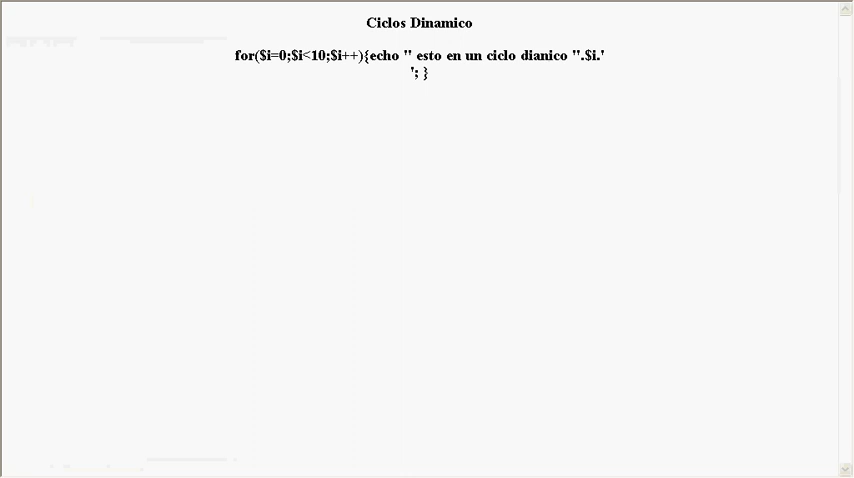 Ciclos Dinamico
for($i=0;$i<10;$i++){echo " esto en un ciclo dianico ".$i.'
'; }